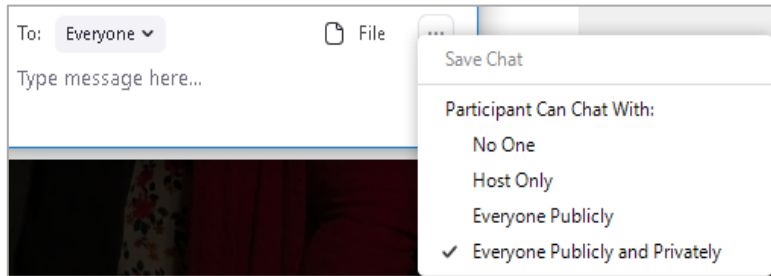 To: Everyone File ...
Type message here...
Save Chat
Participant Can Chat With:
No One
Host Only
Everyone Publicly
Everyone Publicly and Privately